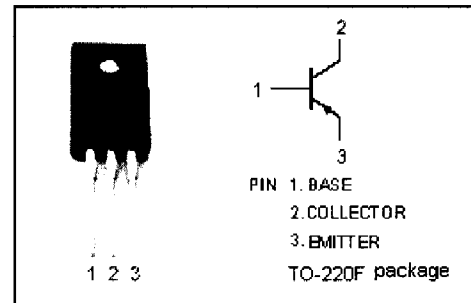 2
1
3
PIN 1. BASE
2. COLLECTOR
3. EMITTER
1 2 3
TO-220F package